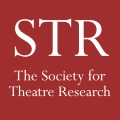 STR
The Society for
Theatre Research